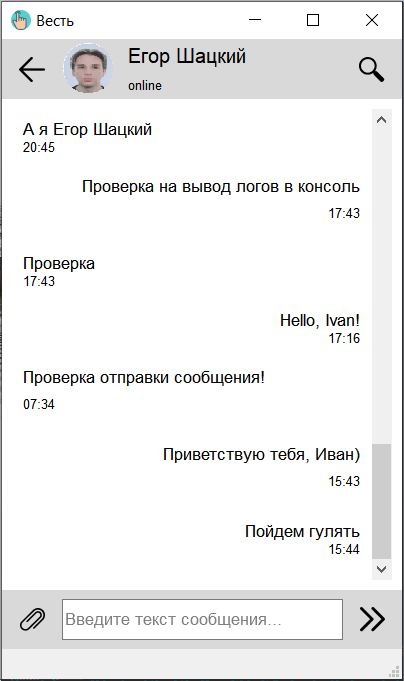 Весть
Егор Шацкий
online
А я Егор Шацкий
20:45
Проверка на вывод логов в консоль
17:43
Проверка
17:43
Hello, Ivan!
17:16
Проверка отправки сообщения!
07:34
Приветствую тебя, Иван)
15:43
Пойдем гулять
15:44
Введите текст сообщения...